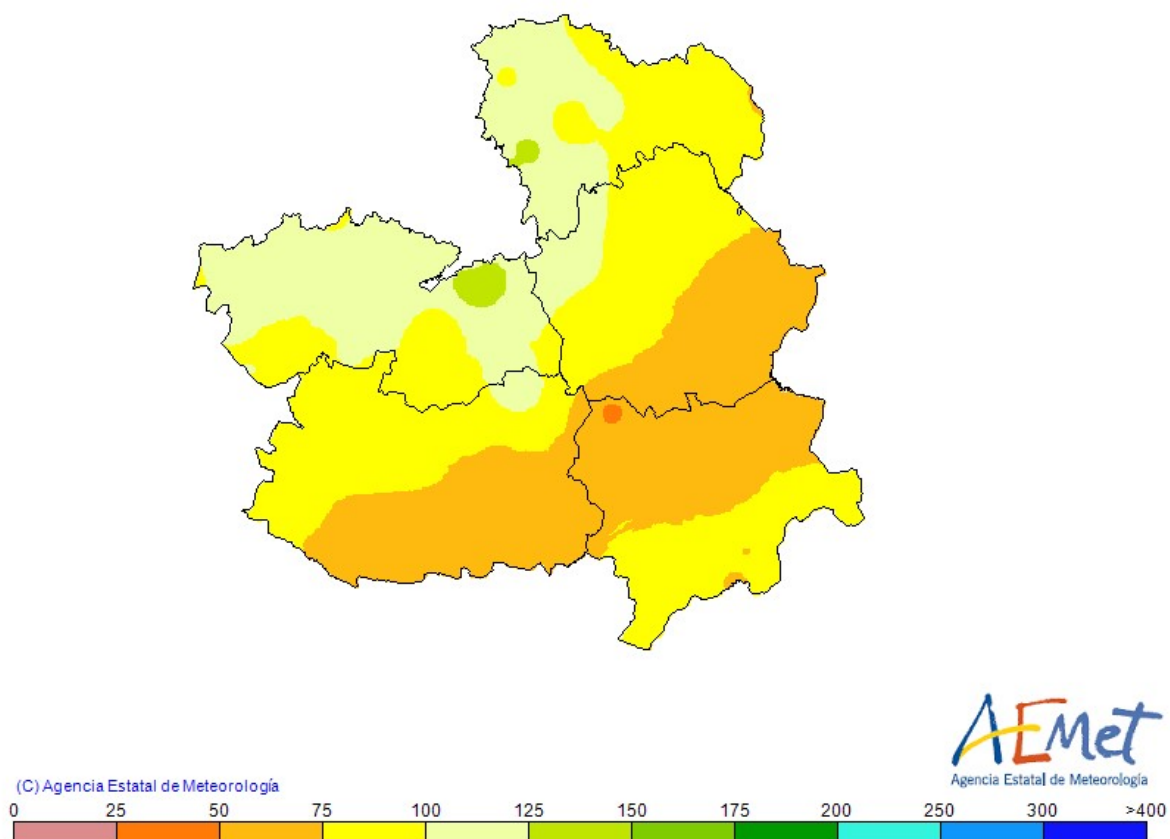 AEMet
Agencia Estatal de Meteorología
(C) Agencia Estatal de Meteorología
0 25 50 75 100 125 150 175 200 250 300 >400